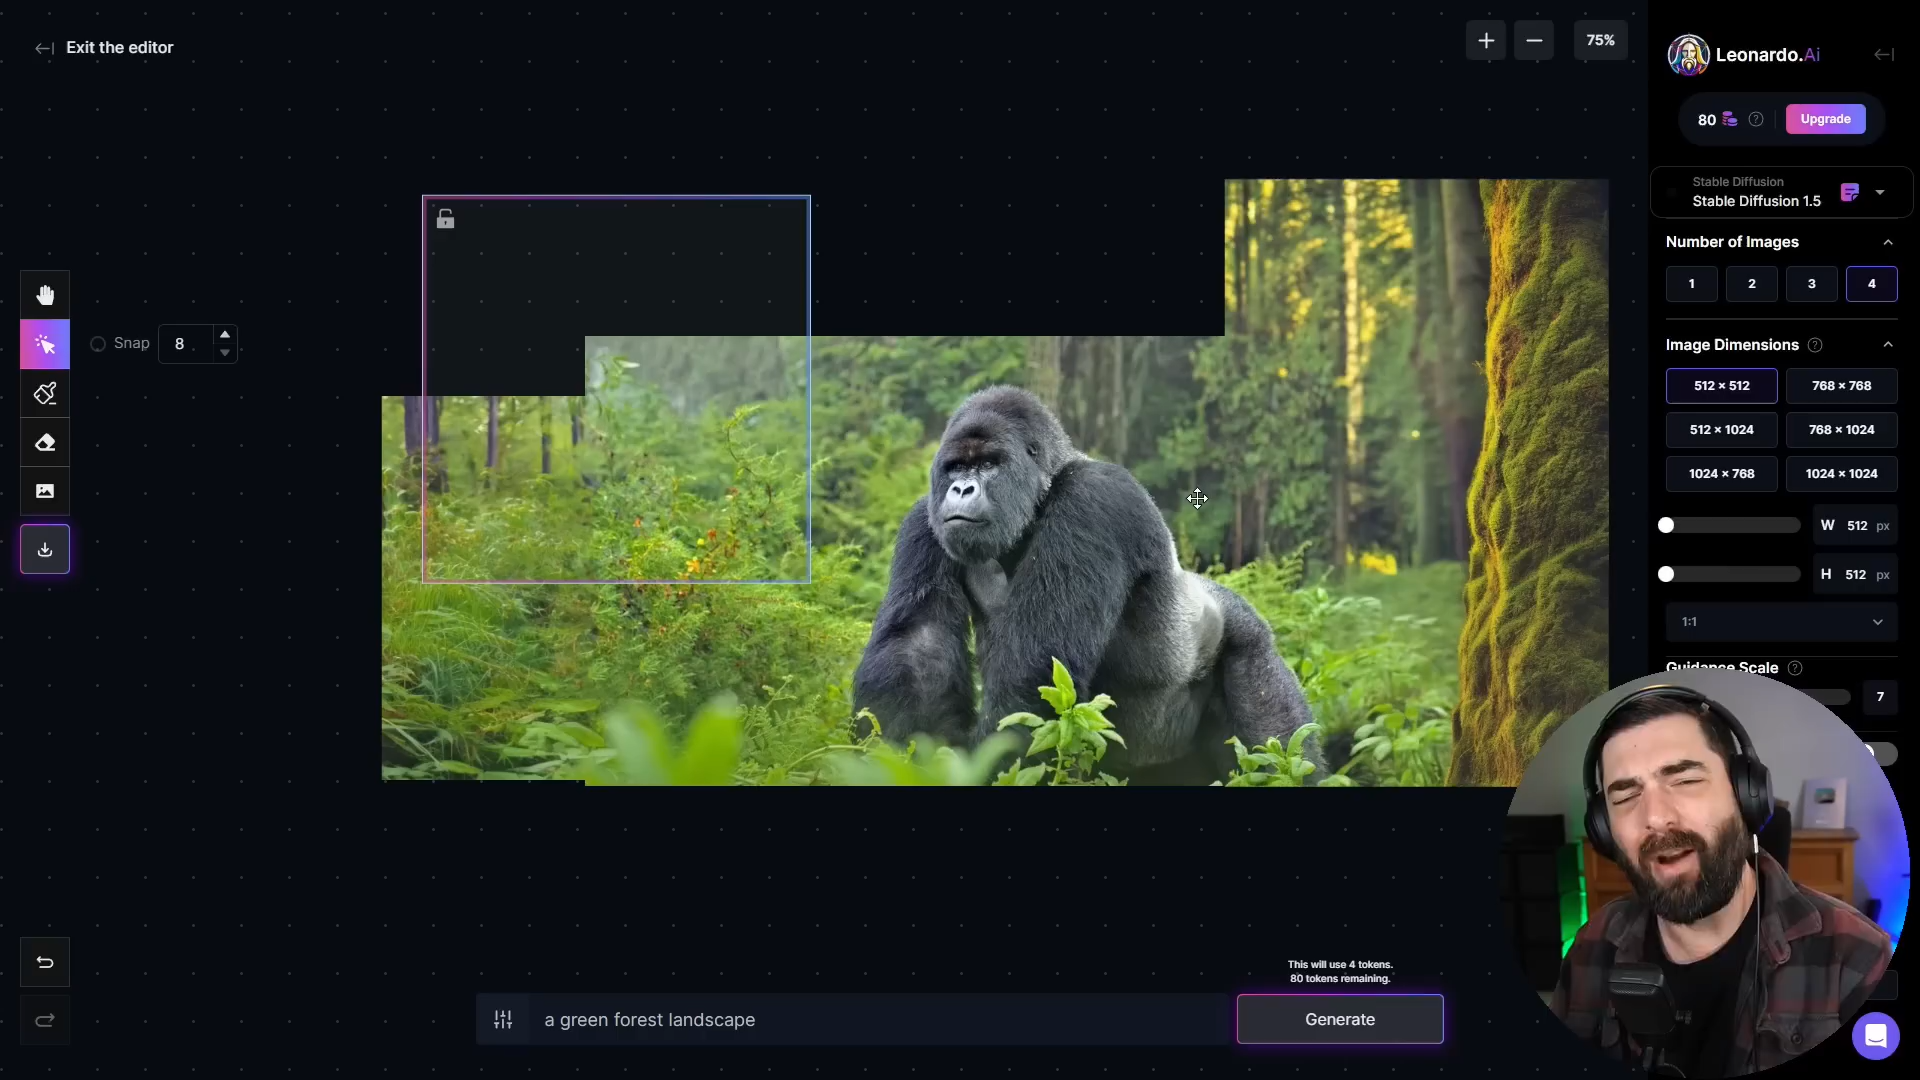 Exit the editor
75%
Leonardo.Ai
80
Upgrade
Stable Diffusion
Stable Diffusion 1.5
Number of Images
1 2 3 4
Image Dimensions
512 × 512 768 × 768
512 × 1024 768 × 1024
1024 × 768 1024 × 1024
W 512 px
H 512 px
1:1
Guidance Scale
7
Snap 8
This will use 4 tokens.
80 tokens remaining.
a green forest landscape
Generate